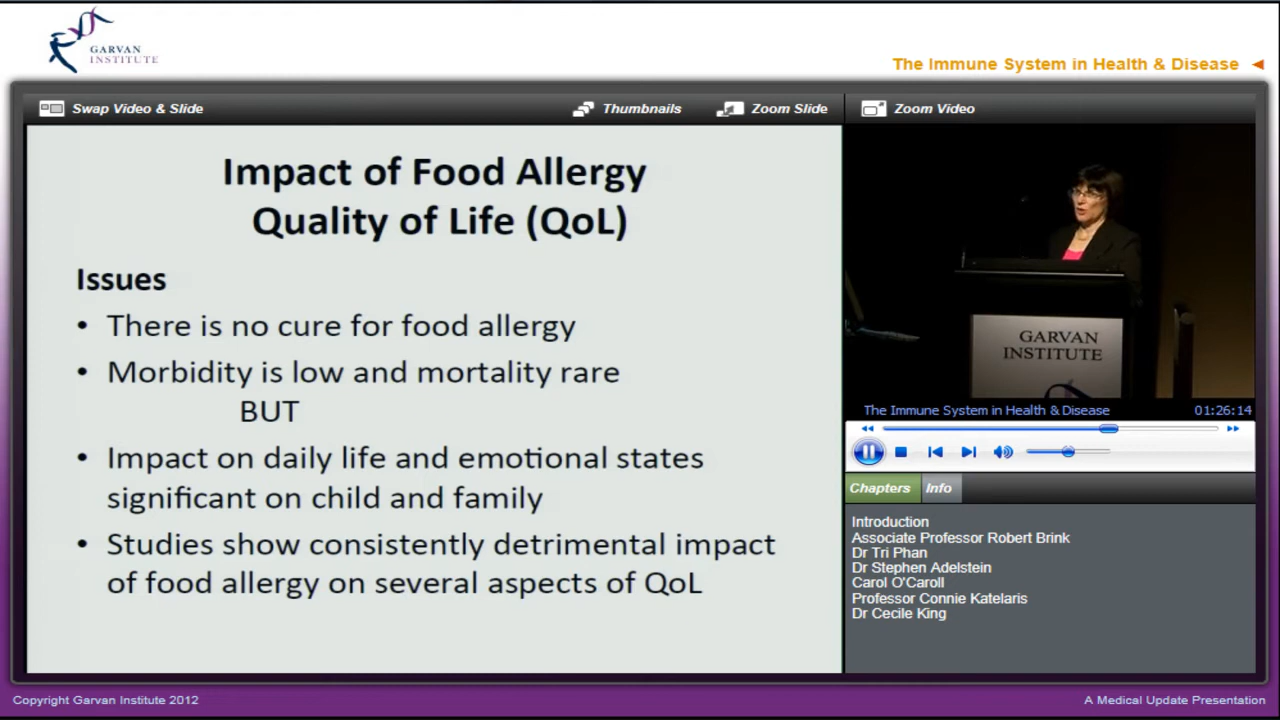 GARVAN
INSTITUTE
The Immune System in Health & Disease
Swap Video & Slide
Thumbnails
Zoom Slide
Zoom Video
Impact of Food Allergy
Quality of Life (QoL)
Issues
• There is no cure for food allergy
• Morbidity is low and mortality rare
BUT
• Impact on daily life and emotional states
significant on child and family
• Studies show consistently detrimental impact
of food allergy on several aspects of QoL
GARVAN
INSTITUTE
The Immune System in Health & Disease 01:26:14
Chapters Info
Introduction
Associate Professor Robert Brink
Dr Tri Phan
Dr Stephen Adelstein
Carol O'Caroll
Professor Connie Katelaris
Dr Cecile King
Copyright Garvan Institute 2012
A Medical Update Presentation